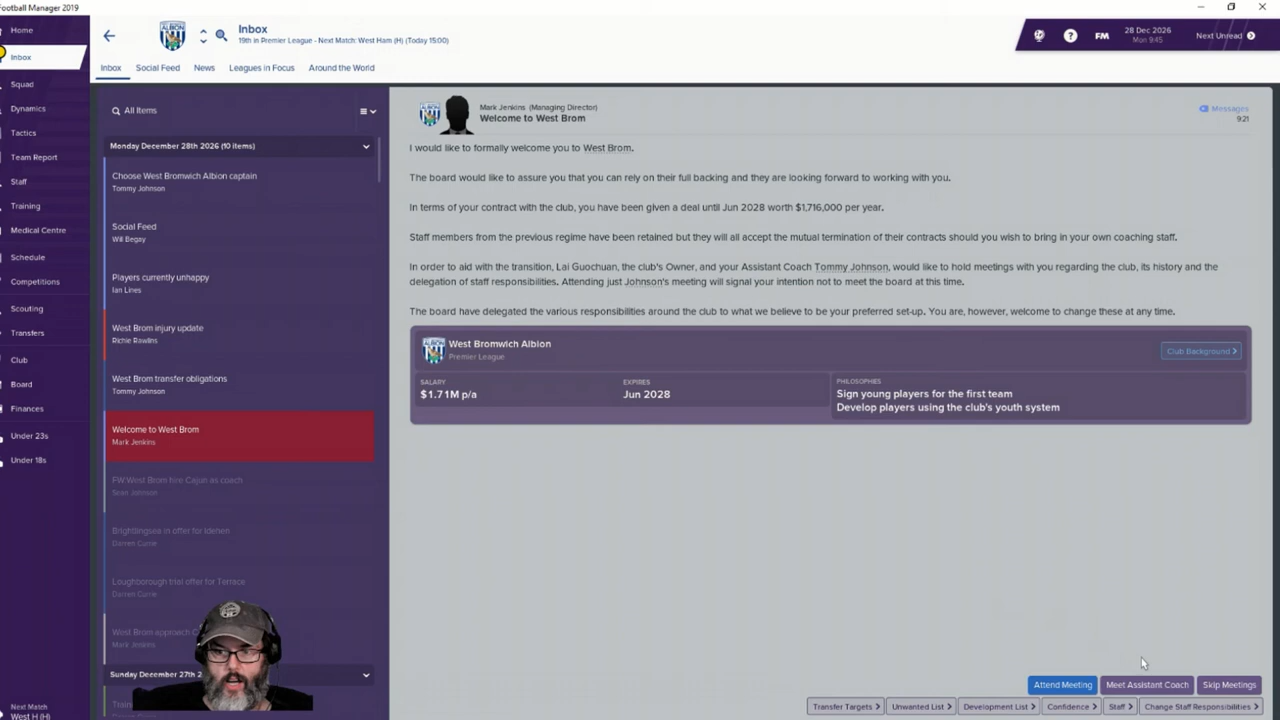 Football Manager 2019
Home
Inbox
Squad
Dynamics
Tactics
Team Report
Staff
Training
Medical Centre
Schedule
Competitions
Scouting
Transfers
Club
Board
Finances
Under 23s
Under 18s
Next Match
West H (H)
Inbox
19th in Premier League - Next Match: West Ham (H) (Today 15:00)
FM
28 Dec 2026
Mon 9:45
Next Unread
Inbox Social Feed News Leagues in Focus Around the World
All Items
Monday December 28th 2026 (10 items)
Choose West Bromwich Albion captain
Tommy Johnson
Social Feed
Will Begay
Players currently unhappy
Ian Lines
West Brom injury update
Richie Rawlins
West Brom transfer obligations
Tommy Johnson
Welcome to West Brom
Mark Jenkins
FW:West Brom hire Cajun as coach
Sean Johnson
Brightlingsea in offer for Idehen
Darren Currie
Loughborough trial offer for Terrace
Darren Currie
West Brom approach
Mark Jenkins
Sunday December 27th 2
Mark Jenkins (Managing Director)
Welcome to West Brom
Messages
9:21
I would like to formally welcome you to West Brom.
The board would like to assure you that you can rely on their full backing and they are looking forward to working with you.
In terms of your contract with the club, you have been given a deal until Jun 2028 worth $1,716,000 per year.
Staff members from the previous regime have been retained but they will all accept the mutual termination of their contracts should you wish to bring in your own coaching staff.
In order to aid with the transition, Lai Guochuan, the club's Owner, and your Assistant Coach Tommy Johnson, would like to hold meetings with you regarding the club, its history and the
delegation of staff responsibilities. Attending just Johnson's meeting will signal your intention not to meet the board at this time.
The board have delegated the various responsibilities around the club to what we believe to be your preferred set-up. You are, however, welcome to change these at any time.
West Bromwich Albion
Premier League
Club Background
SALARY
$1.71M p/a
EXPIRES
Jun 2028
PHILOSOPHIES
Sign young players for the first team
Develop players using the club's youth system
Attend Meeting Meet Assistant Coach Skip Meetings
Transfer Targets Unwanted List Development List Confidence Staff Change Staff Responsibilities